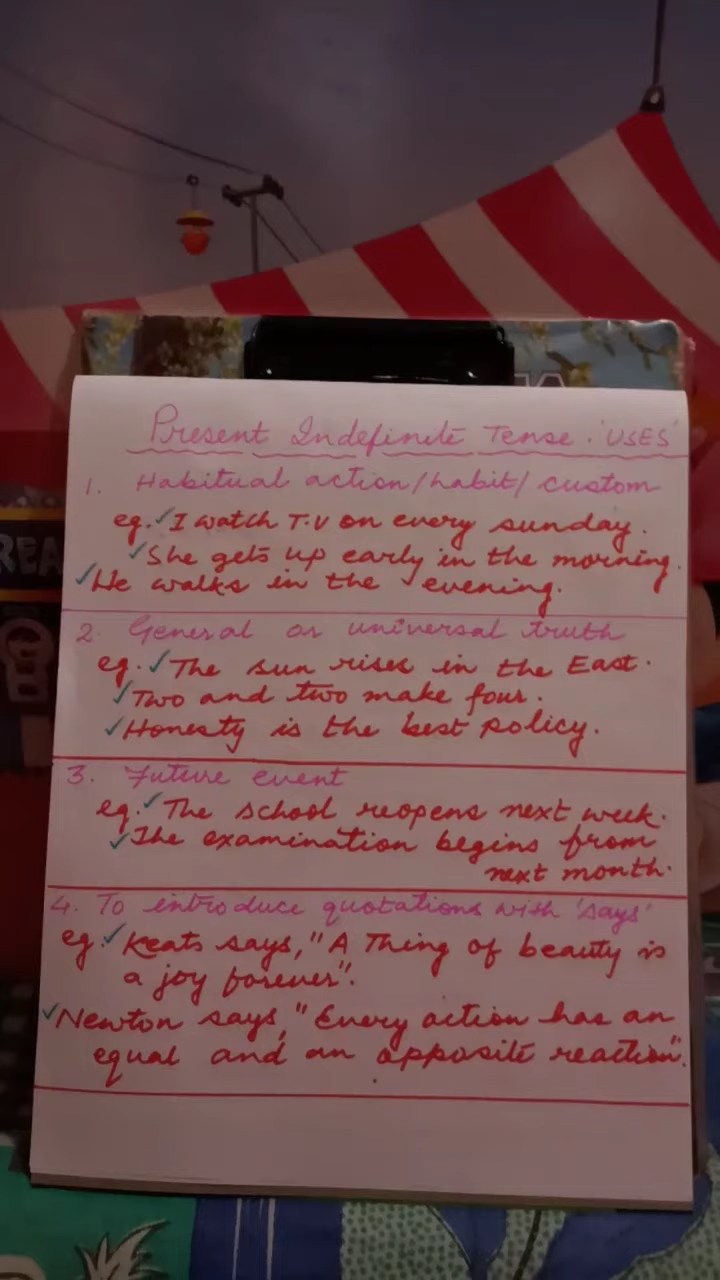 Present Indefinite Tense. 'USES'
1. Habitual action/habit/ custom
eg. ✓I watch T.V on every sunday.
✓She gets up early in the morning.
✓He walks in the evening.
2. General or universal truth
eg. ✓The sun rises in the East.
✓Two and two make four.
✓Honesty is the best policy.
3. Future event
eg. ✓The school reopens next week.
✓The examination begins from
next month.
4. To introduce quotations with 'says'
eg. ✓Keats says, "A Thing of beauty is
a joy forever".
✓Newton says, "Every action has an
equal and an opposite reaction".